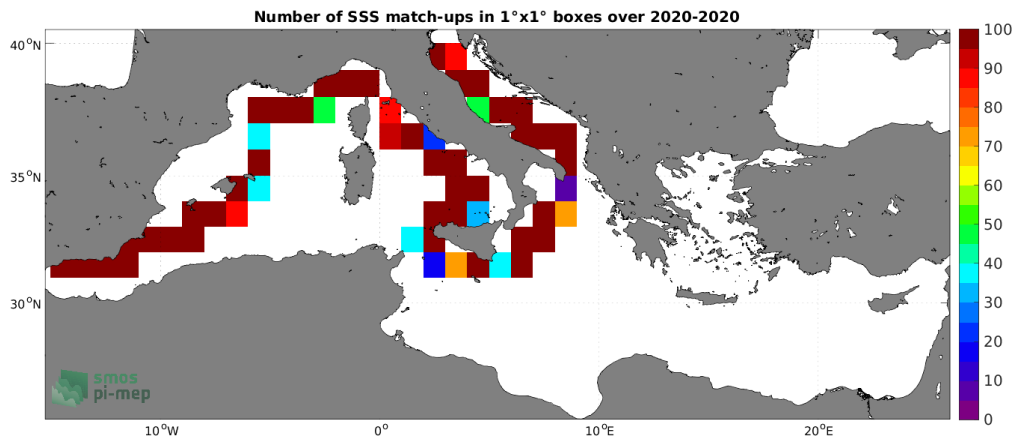 Number of SSS match-ups in 1°x1° boxes over 2020-2020
40°N
35°N
30°N
10°W
0°
10°E
20°E
100
90
80
70
60
50
40
30
20
10
0
smos
pi-mep